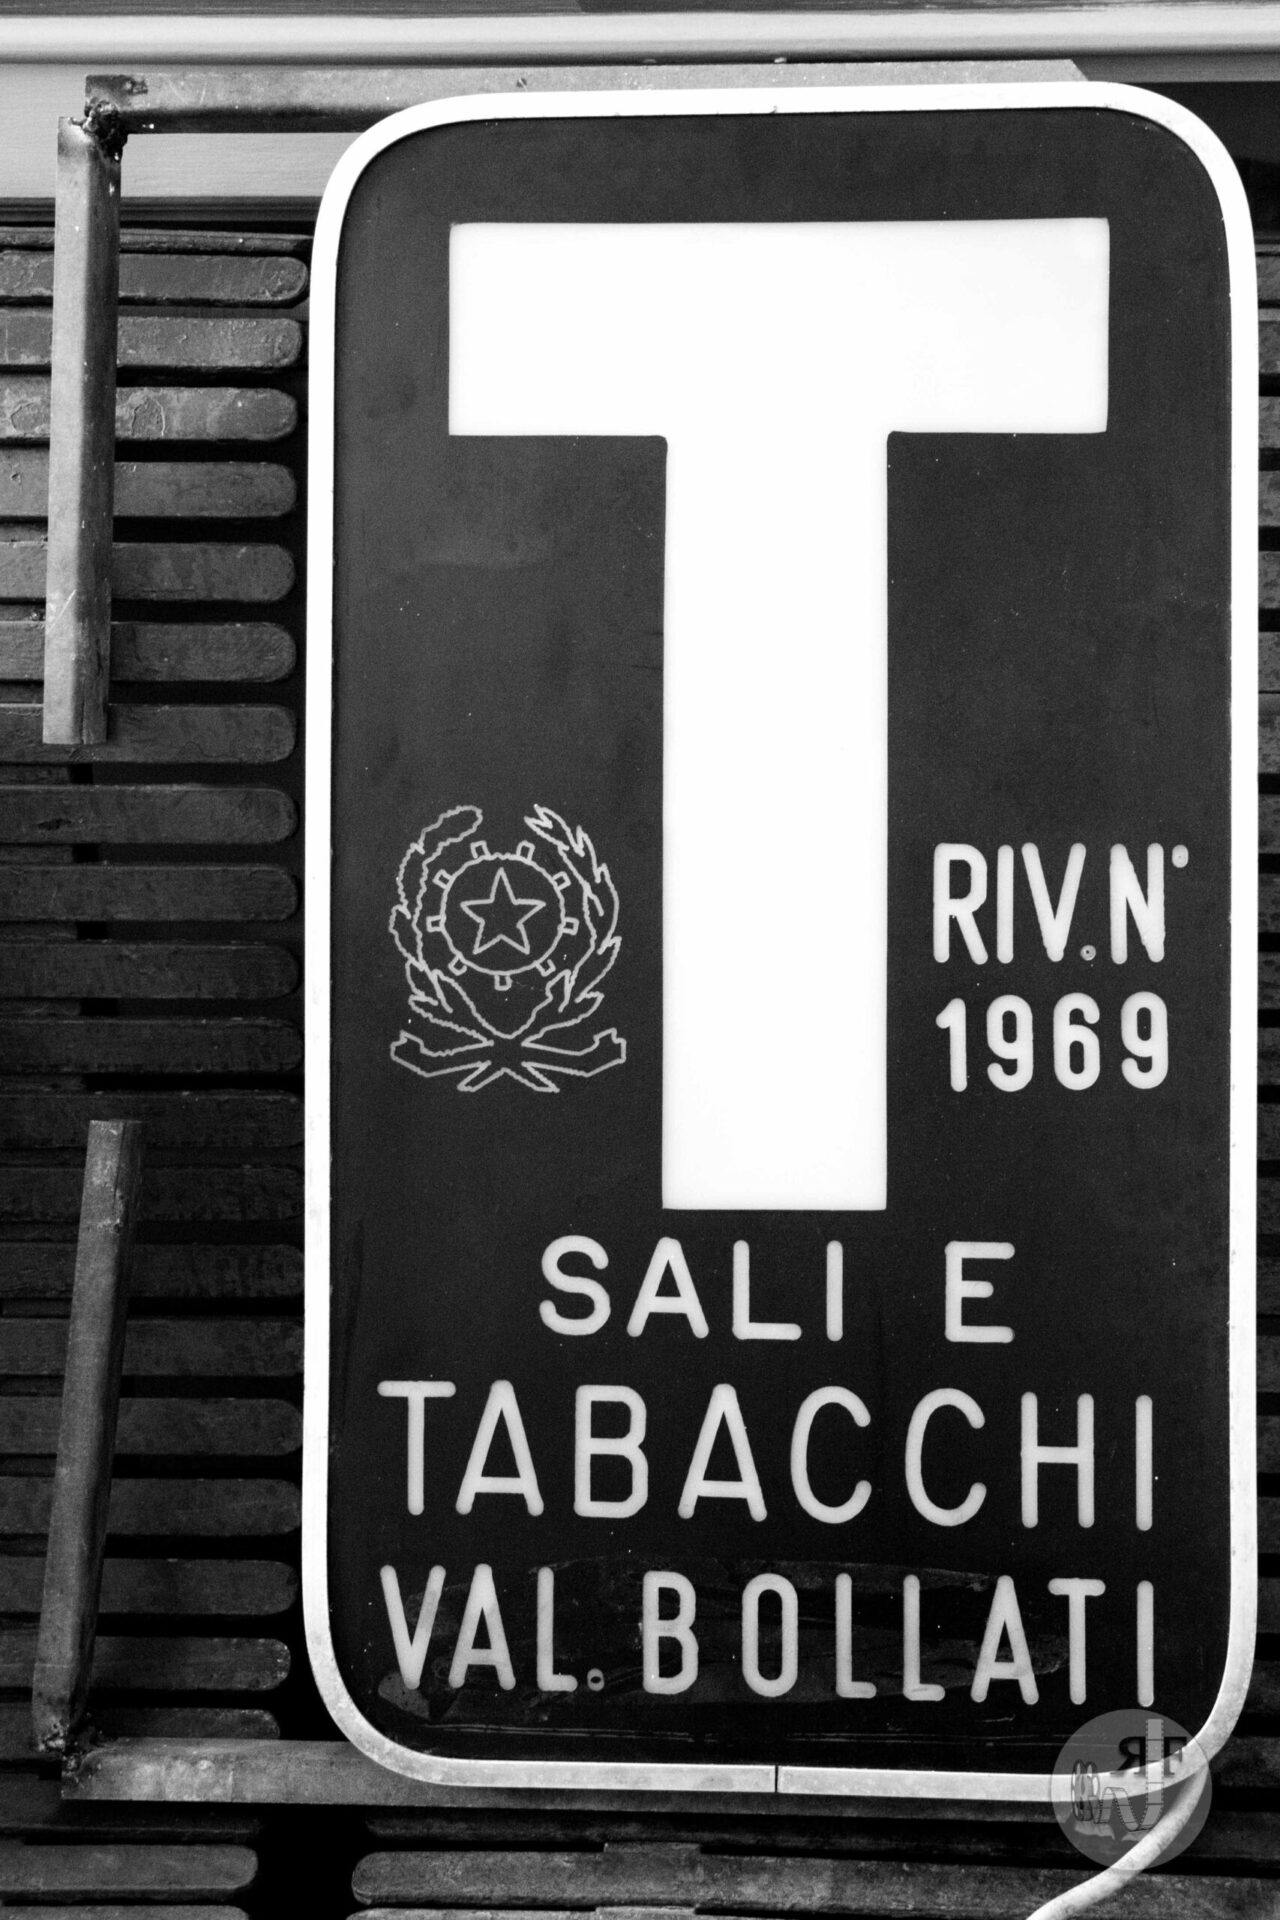 T
RIV. N°
1969
SALI E
TABACCHI
VAL. BOLLATI